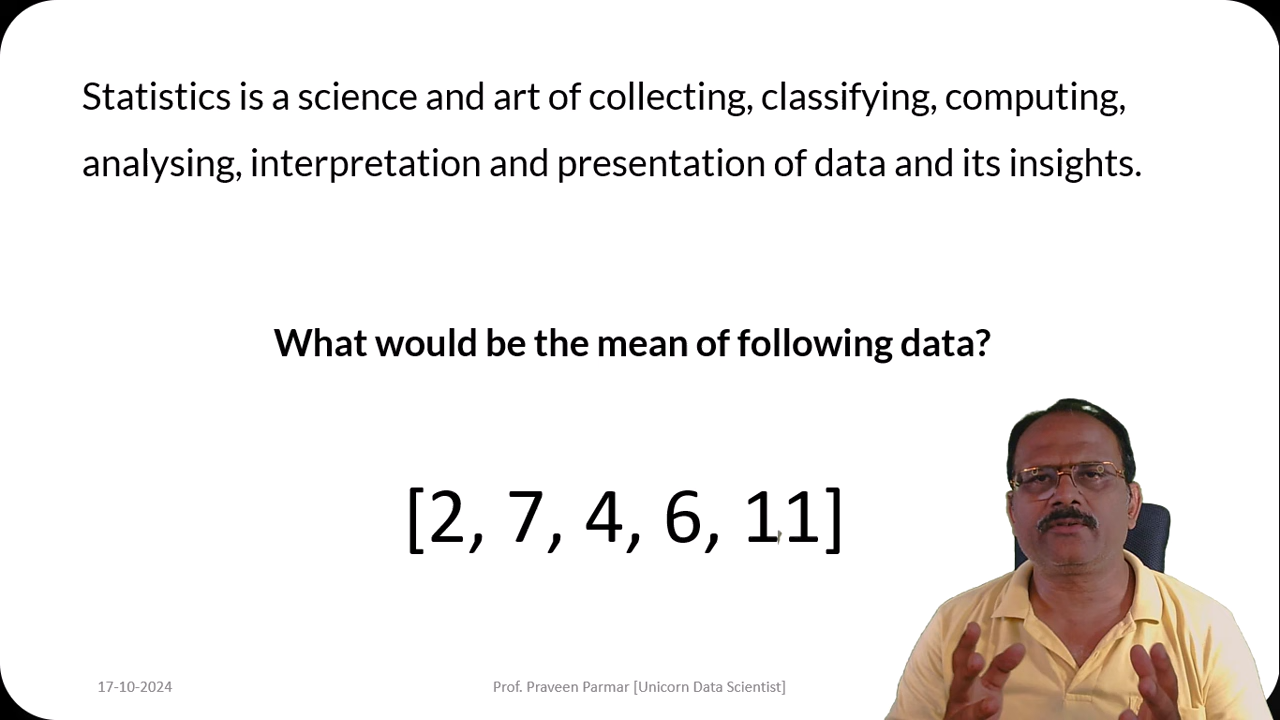 Statistics is a science and art of collecting, classifying, computing,
analysing, interpretation and presentation of data and its insights.
What would be the mean of following data?
[2, 7, 4, 6, 11]
17-10-2024
Prof. Praveen Parmar [Unicorn Data Scientist]